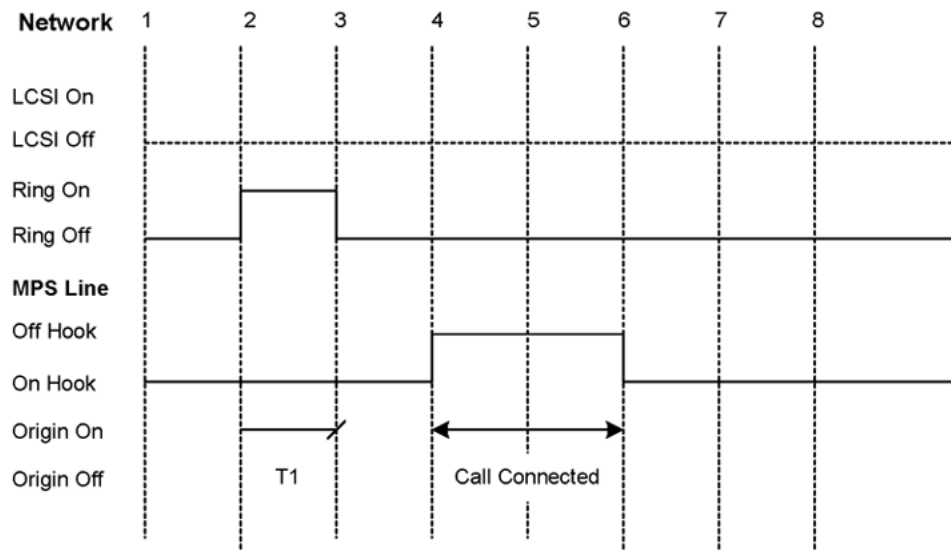 Network 1 2 3 4 5 6 7 8
LCSI On
LCSI Off
Ring On
Ring Off
MPS Line
Off Hook
On Hook
Origin On
Origin Off T1 Call Connected